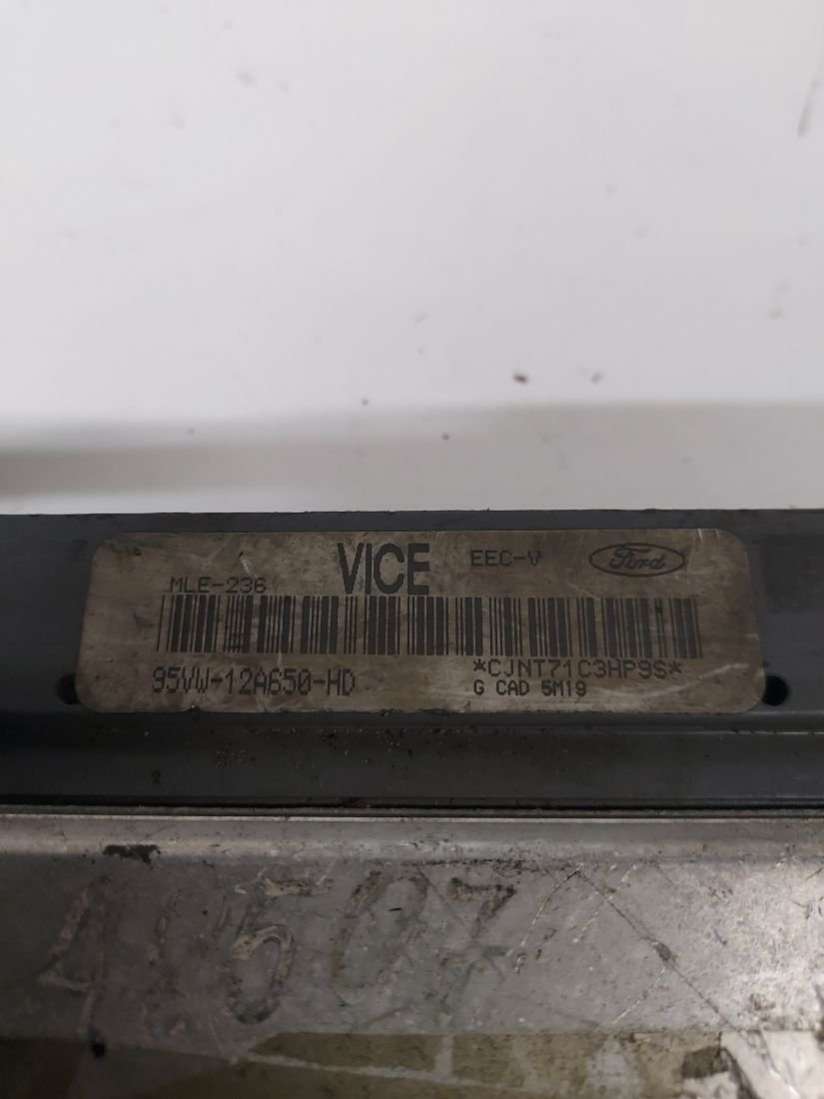 VICE EEC-V Ford
MLE-236
95VW-12A650-HD *CJNT71C3HP9S*
G CAD 5M19